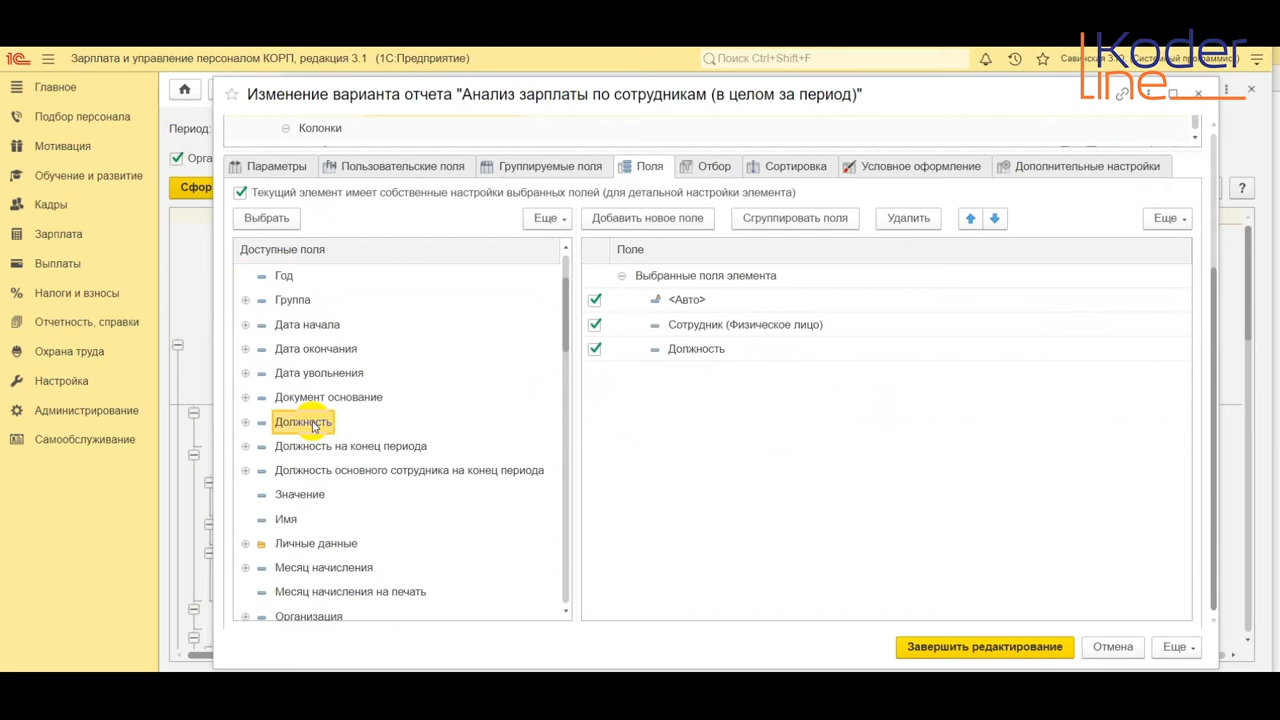 Koder
line
1С Зарплата и управление персоналом КОРП, редакция 3.1 (1С:Предприятие)
Поиск Ctrl+Shift+F
Главное
Подбор персонала
Мотивация
Обучение и развитие
Кадры
Зарплата
Выплаты
Налоги и взносы
Отчетность, справки
Охрана труда
Настройка
Администрирование
Самообслуживание
Период:
Сфор
?
Изменение варианта отчета "Анализ зарплаты по сотрудникам (в целом за период)"
Колонки
Параметры Пользовательские поля Группируемые поля Поля Отбор Сортировка Условное оформление Дополнительные настройки
Текущий элемент имеет собственные настройки выбранных полей (для детальной настройки элемента)
Выбрать Еще Добавить новое поле Сгруппировать поля Удалить Еще
Доступные поля
Год
Группа
Дата начала
Дата окончания
Дата увольнения
Документ основание
Должность
Должность на конец периода
Должность основного сотрудника на конец периода
Значение
Имя
Личные данные
Месяц начисления
Месяц начисления на печать
Организация
Поле
Выбранные поля элемента
<Авто>
Сотрудник (Физическое лицо)
Должность
Завершить редактирование Отмена Еще